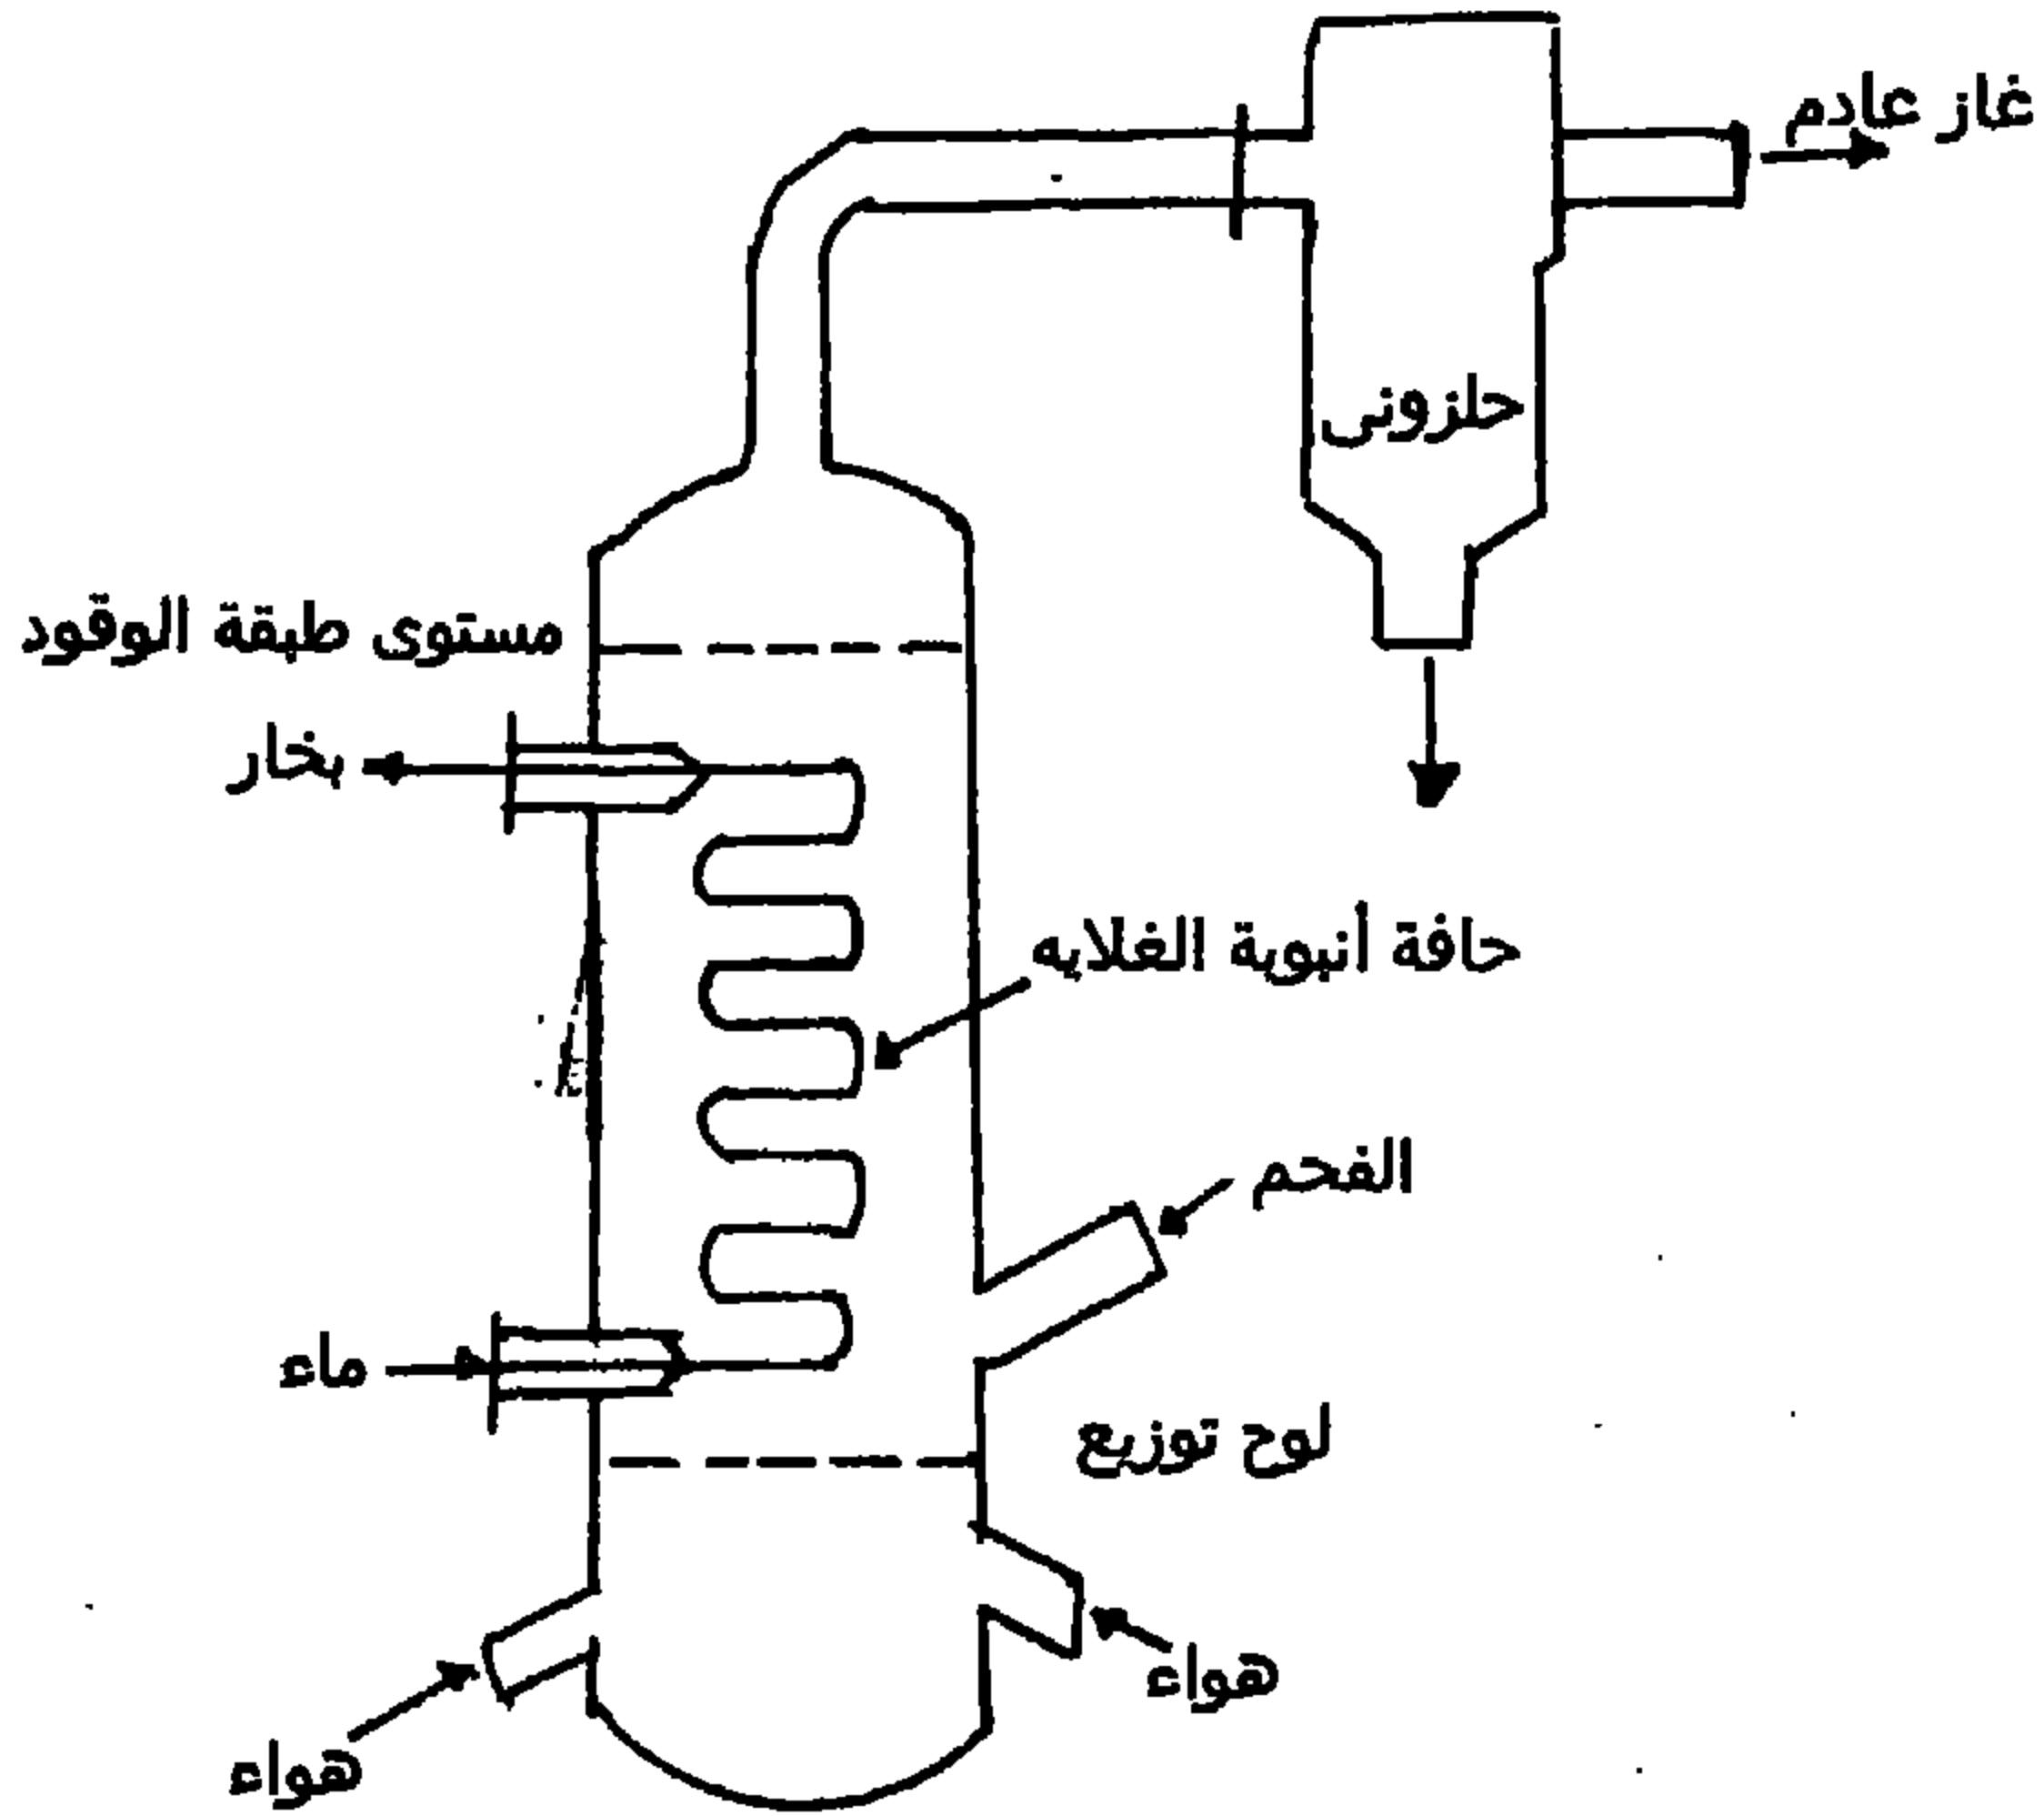 غاز عادم
حلزونى
مستوى طبقة الوقود
بخار
حافة أنبوبة الغلايه
الفحم
ماء
لوح توزيع
هواء
هواء